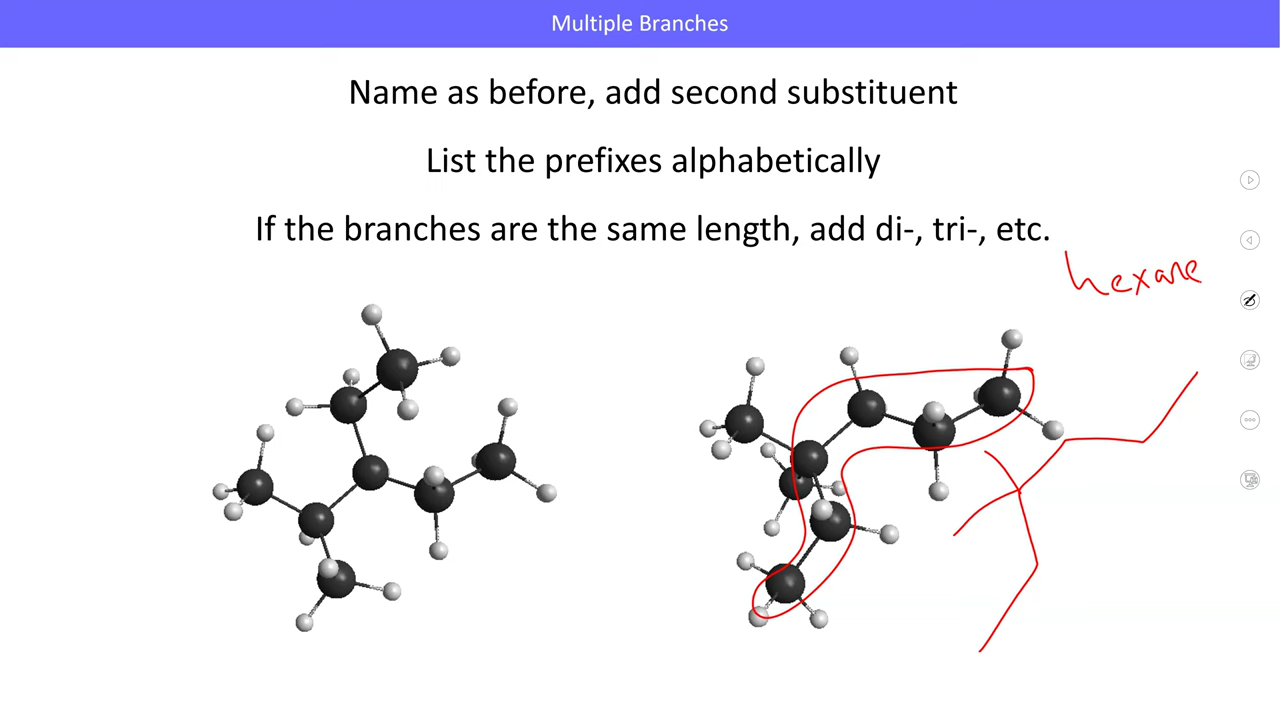 Multiple Branches
Name as before, add second substituent
List the prefixes alphabetically
If the branches are the same length, add di-, tri-, etc.
hexane